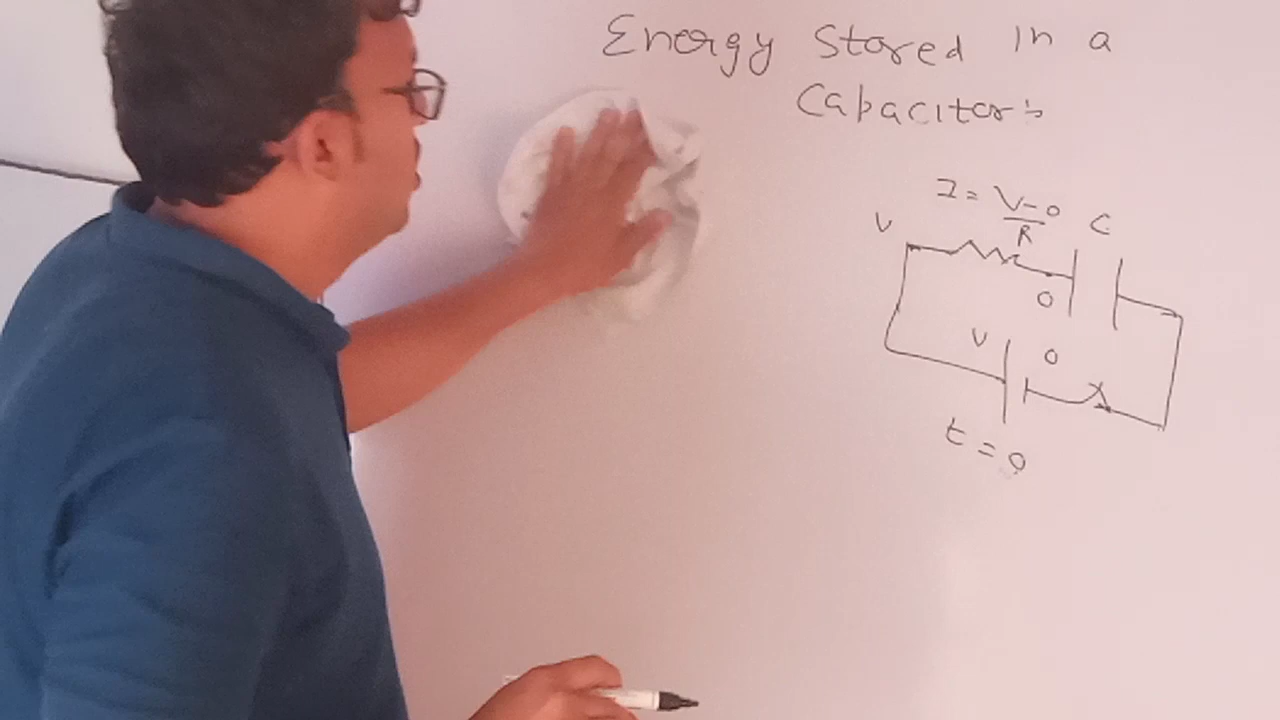 Energy Stored in a
Capacitor:-
I = V-0
R
C
V
0
V
0
t = 0